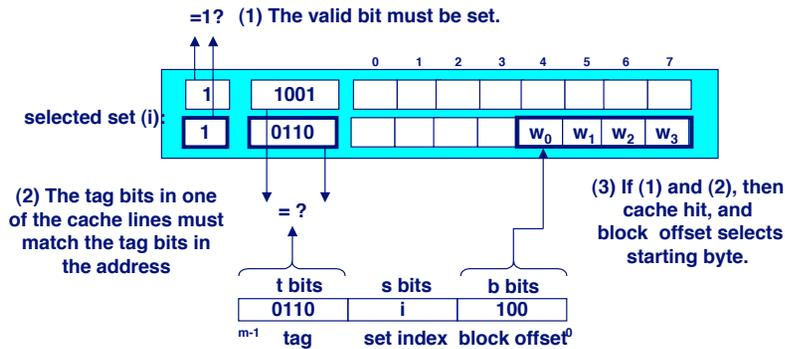 =1? (1) The valid bit must be set.
0 1 2 3 4 5 6 7
1 1001
selected set (i):
1 0110 w0 w1 w2 w3
(2) The tag bits in one
of the cache lines must
match the tag bits in
the address
= ?
(3) If (1) and (2), then
cache hit, and
block offset selects
starting byte.
t bits s bits b bits
0110 i 100
m-1 tag set index block offset 0